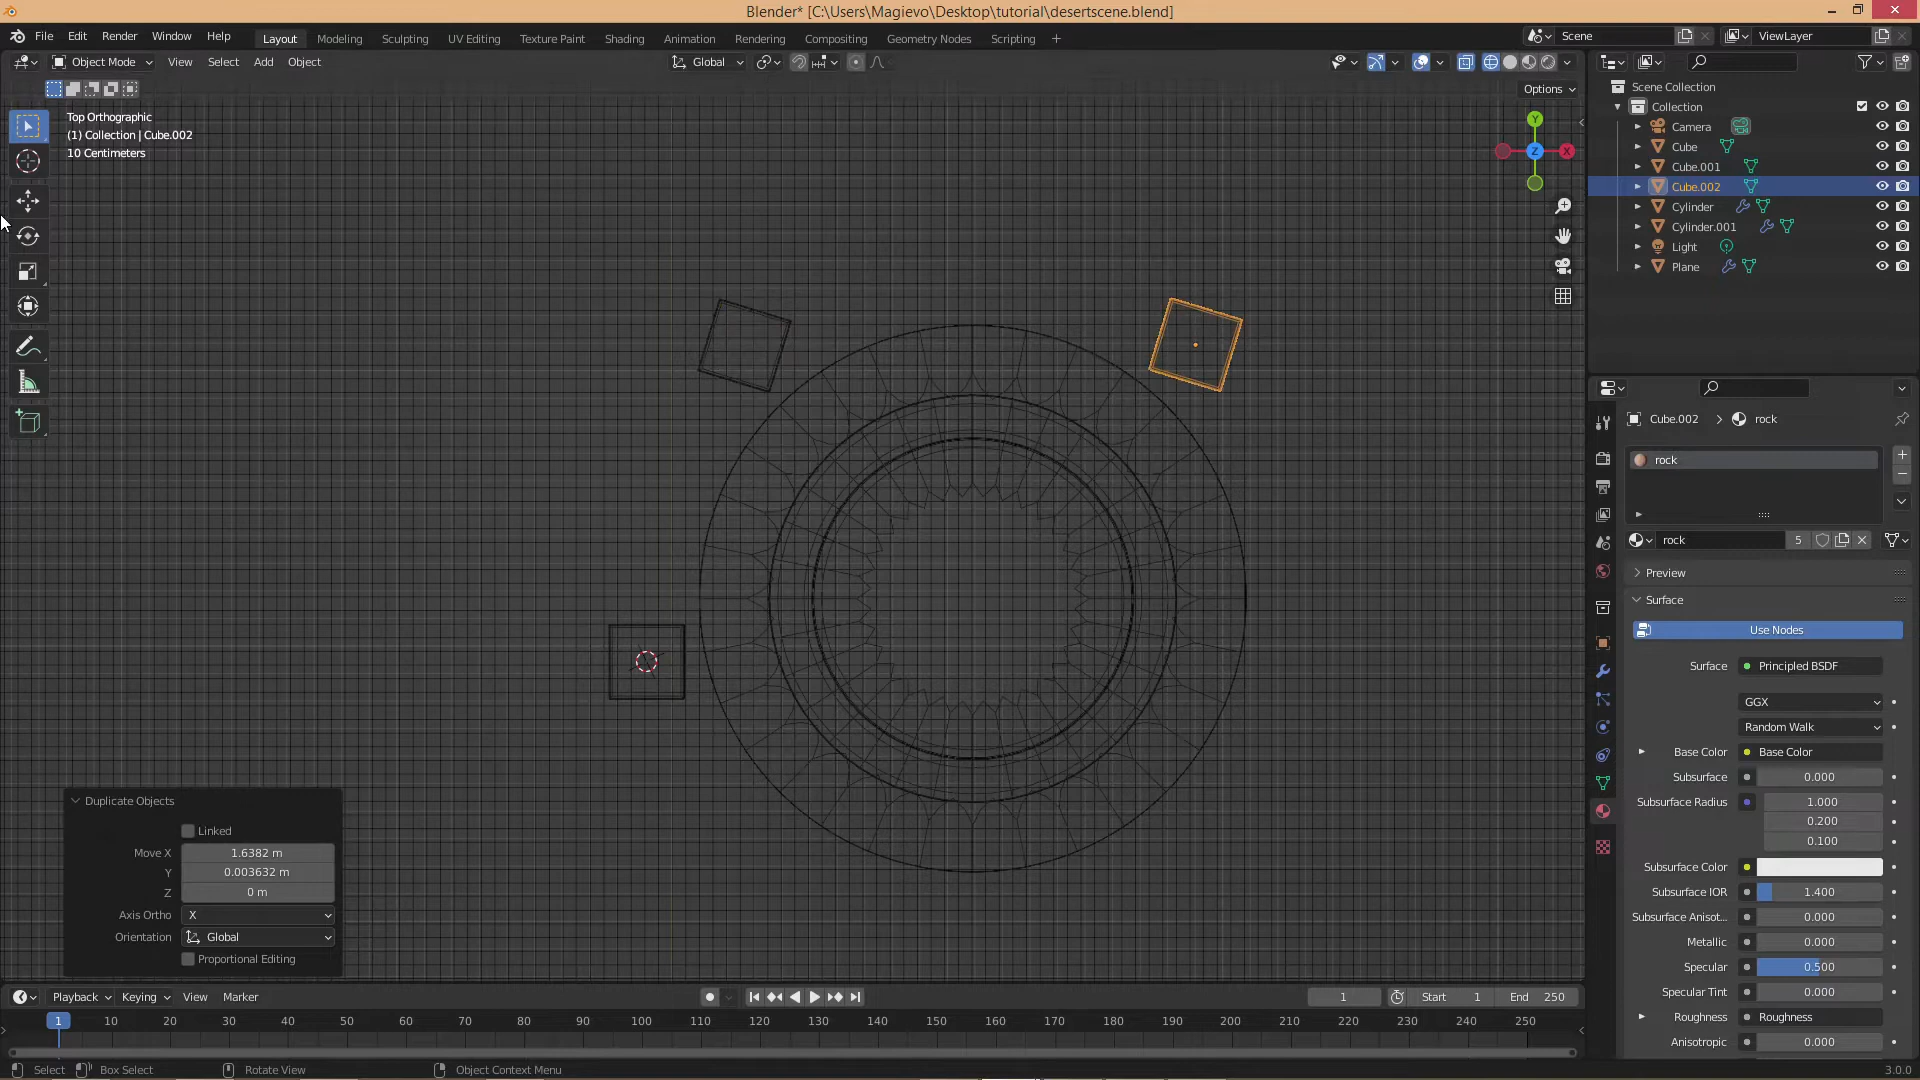 Blender* [C:\Users\Magievo\Desktop\tutorial\desertscene.blend]
File Edit Render Window Help Layout Modeling Sculpting UV Editing Texture Paint Shading Animation Rendering Compositing Geometry Nodes Scripting + Scene ViewLayer
Object Mode View Select Add Object Global
Options
Top Orthographic
(1) Collection | Cube.002
10 Centimeters
Y
Z X
Scene Collection
Collection
Camera
Cube
Cube.001
Cube.002
Cylinder
Cylinder.001
Light
Plane
Cube.002 > rock
rock
rock 5
Preview
Surface
Use Nodes
Surface Principled BSDF
GGX
Random Walk
Base Color Base Color
Subsurface 0.000
Subsurface Radius 1.000
0.200
0.100
Subsurface Color
Subsurface IOR 1.400
Subsurface Anisot... 0.000
Metallic 0.000
Specular 0.500
Specular Tint 0.000
Roughness Roughness
Anisotropic 0.000
Duplicate Objects
Linked
Move X 1.6382 m
Y 0.003632 m
Z 0 m
Axis Ortho X
Orientation Global
Proportional Editing
Playback Keying View Marker 1 Start 1 End 250
1 10 20 30 40 50 60 70 80 90 100 110 120 130 140 150 160 170 180 190 200 210 220 230 240 250
Select Box Select Rotate View Object Context Menu 3.0.0